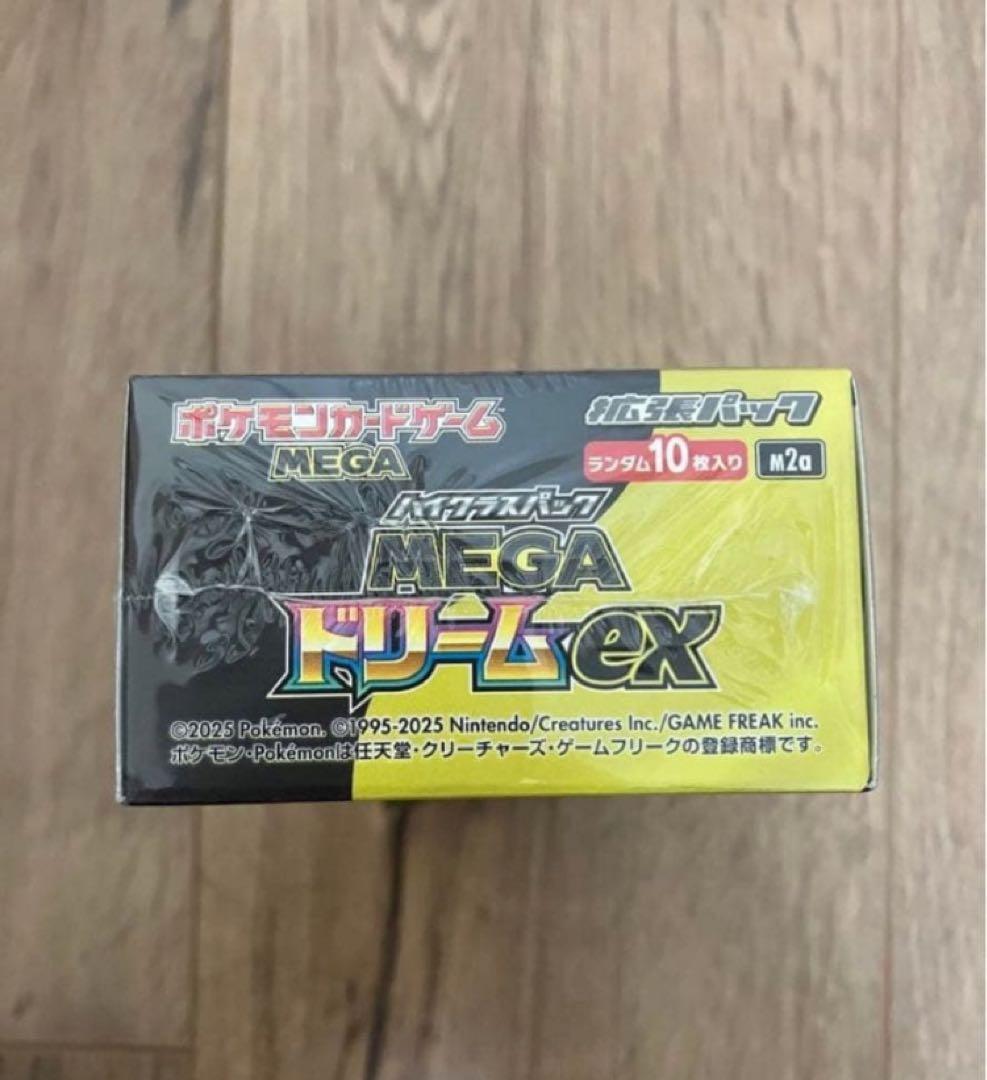 ポケモンカードゲーム
MEGA
拡張パック
ランダム10枚入り M2a
ハイクラスパック
MEGA
ドリームex
©2025 Pokémon. ©1995-2025 Nintendo/Creatures Inc./GAME FREAK inc.
ポケモン・Pokémonは任天堂・クリーチャーズ・ゲームフリークの登録商標です。